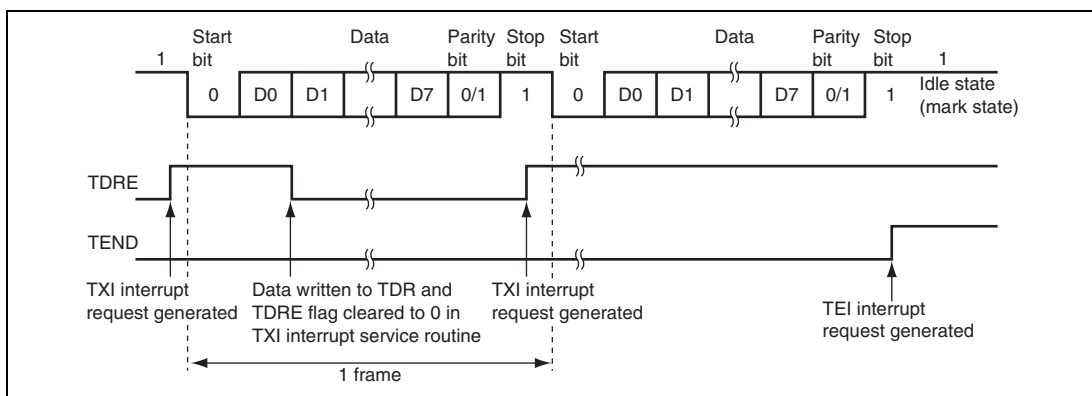 1
Start
bit
Data
Parity
bit
Stop
bit
Start
bit
Data
Parity
bit
Stop
bit
1
0 D0 D1 D7 0/1 1 0 D0 D1 D7 0/1 1
Idle state
(mark state)
TDRE
TEND
TXI interrupt
request generated
Data written to TDR and
TDRE flag cleared to 0 in
TXI interrupt service routine
TXI interrupt
request generated
TEI interrupt
request generated
1 frame